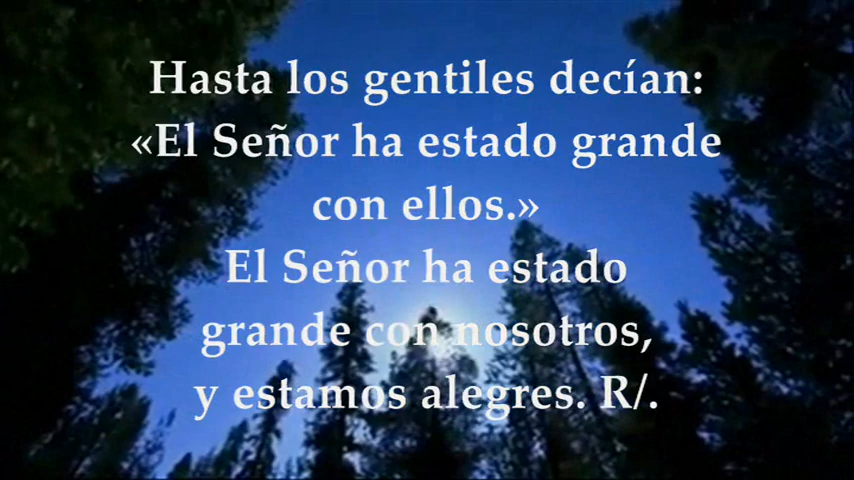 Hasta los gentiles decían:
«El Señor ha estado grande
con ellos.»
El Señor ha estado
grande con nosotros,
y estamos alegres. R/.